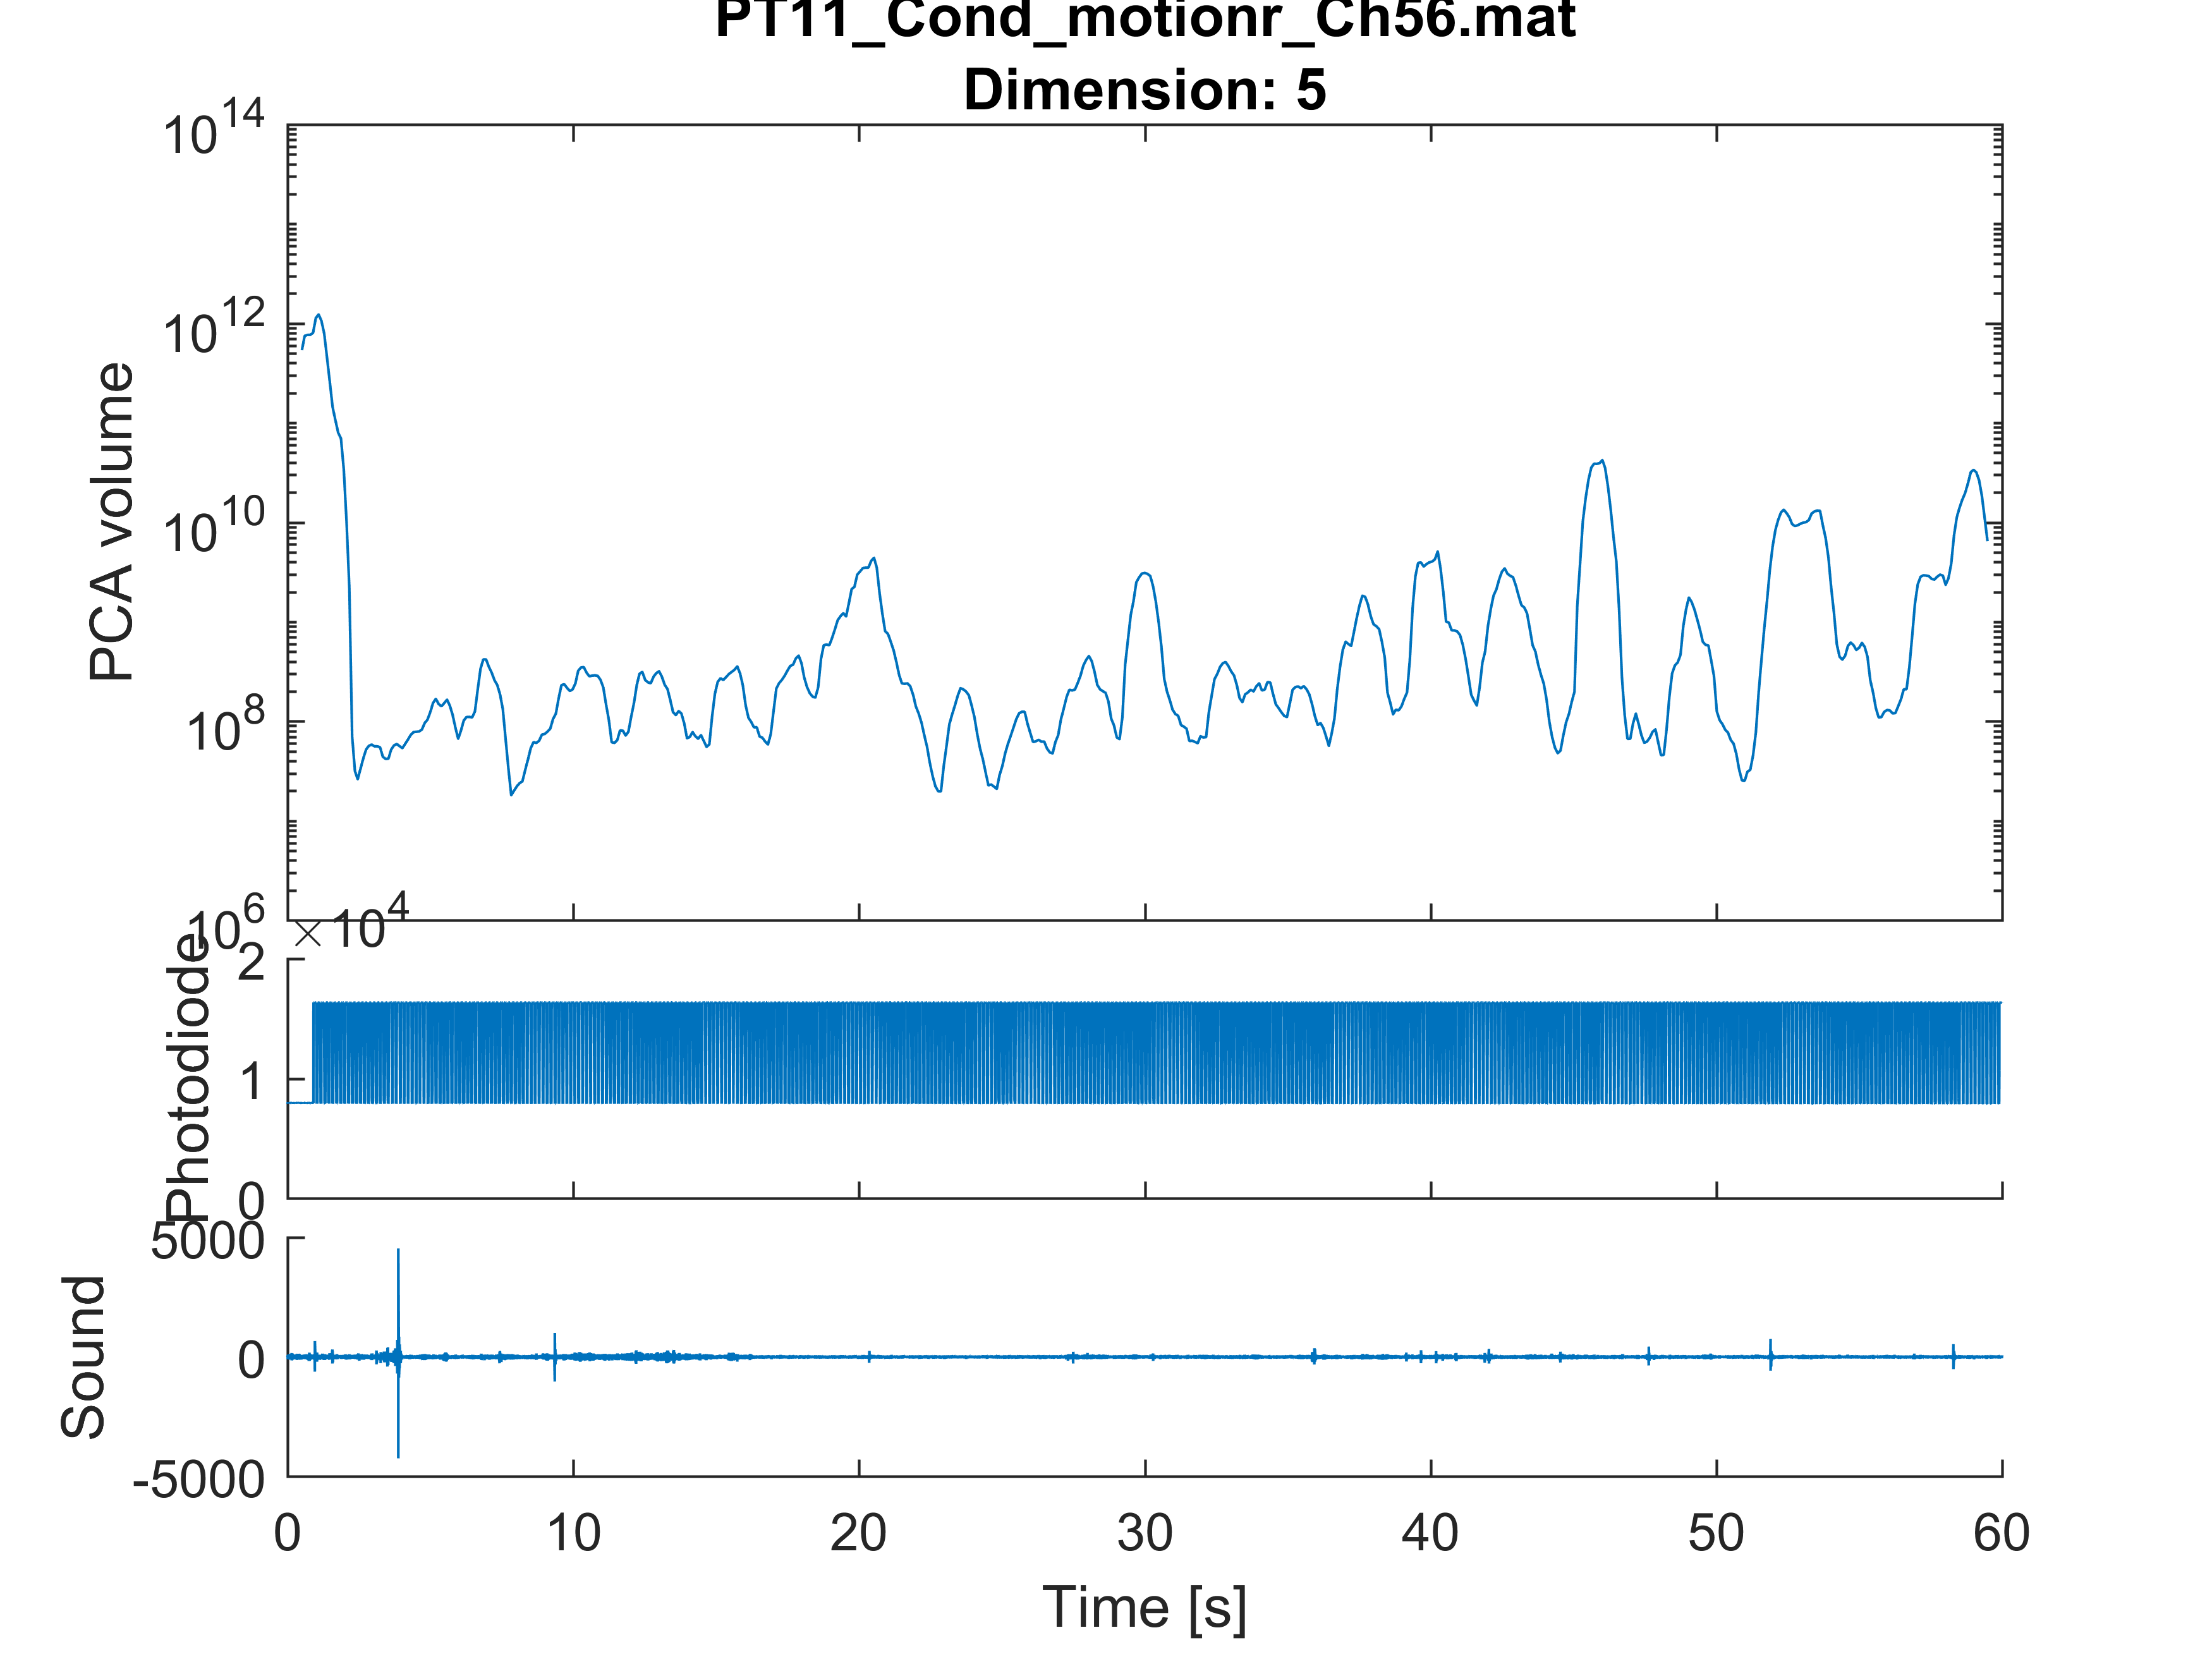 PT11_Cond_motionr_Ch56.mat
Dimension: 5
PCA volume
10^14
10^12
10^10
10^8
10^6
× 10^4
Photodiode
2
1
0
Sound
5000
0
-5000
0 10 20 30 40 50 60
Time [s]